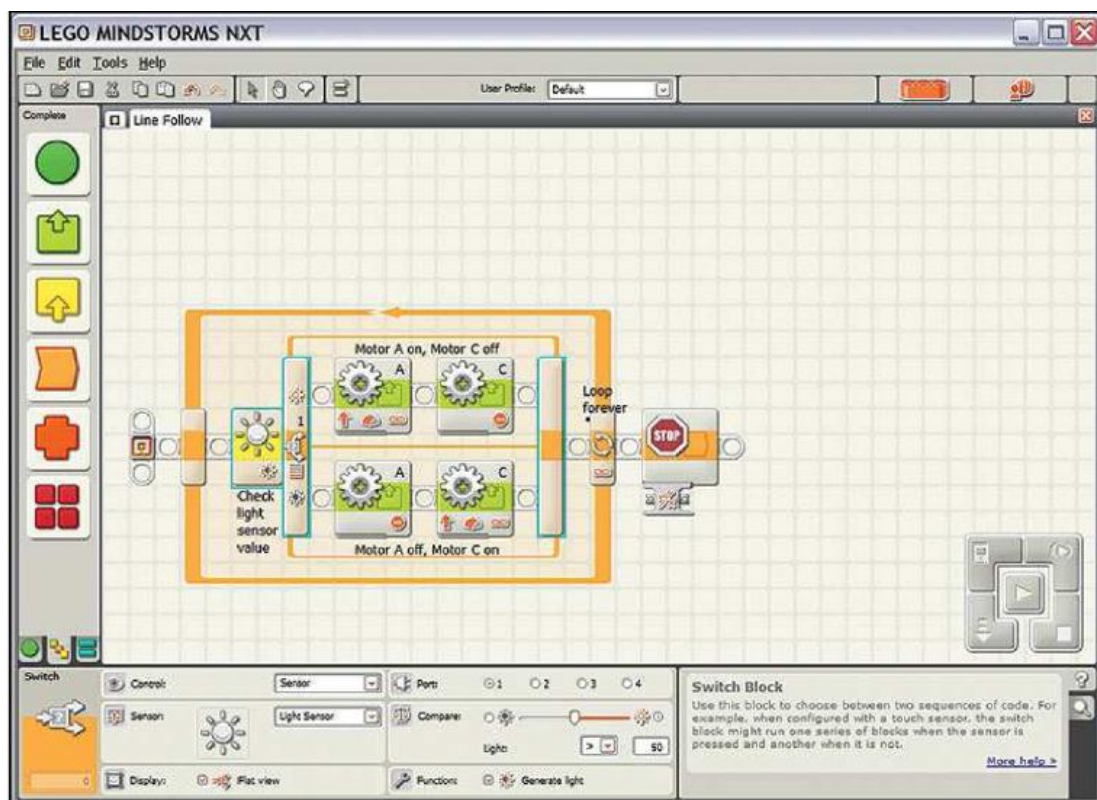 LEGO MINDSTORMS NXT
File Edit Tools Help
User Profile: Default
Complete
Line Follow
Motor A on, Motor C off
A C
Loop
forever
1
STOP
A C
Check
light
sensor
value
Motor A off, Motor C on
Switch
Control: Sensor
Port: 1 2 3 4
Sensor: Light Sensor
Compare:
Light: > 50
Display: Flat view
Function: Generate light
0
Switch Block
Use this block to choose between two sequences of code. For
example, when configured with a touch sensor, the switch
block might run one series of blocks when the sensor is
pressed and another when it is not.
More help »
?